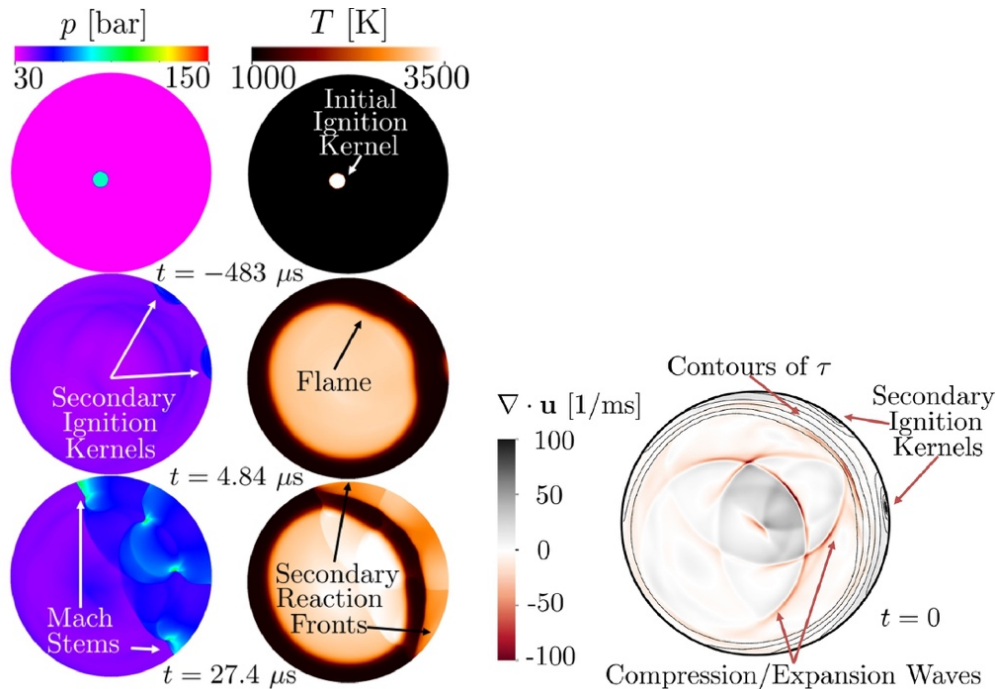 p [bar]
T [K]
30 150
1000 3500
Initial
Ignition
Kernel
t = −483 μs
Secondary
Ignition
Kernels
Flame
t = 4.84 μs
Mach
Stems
Secondary
Reaction
Fronts
t = 27.4 μs
Contours of τ
∇ · u [1/ms]
100
50
0
-50
-100
Secondary
Ignition
Kernels
t = 0
Compression/Expansion Waves